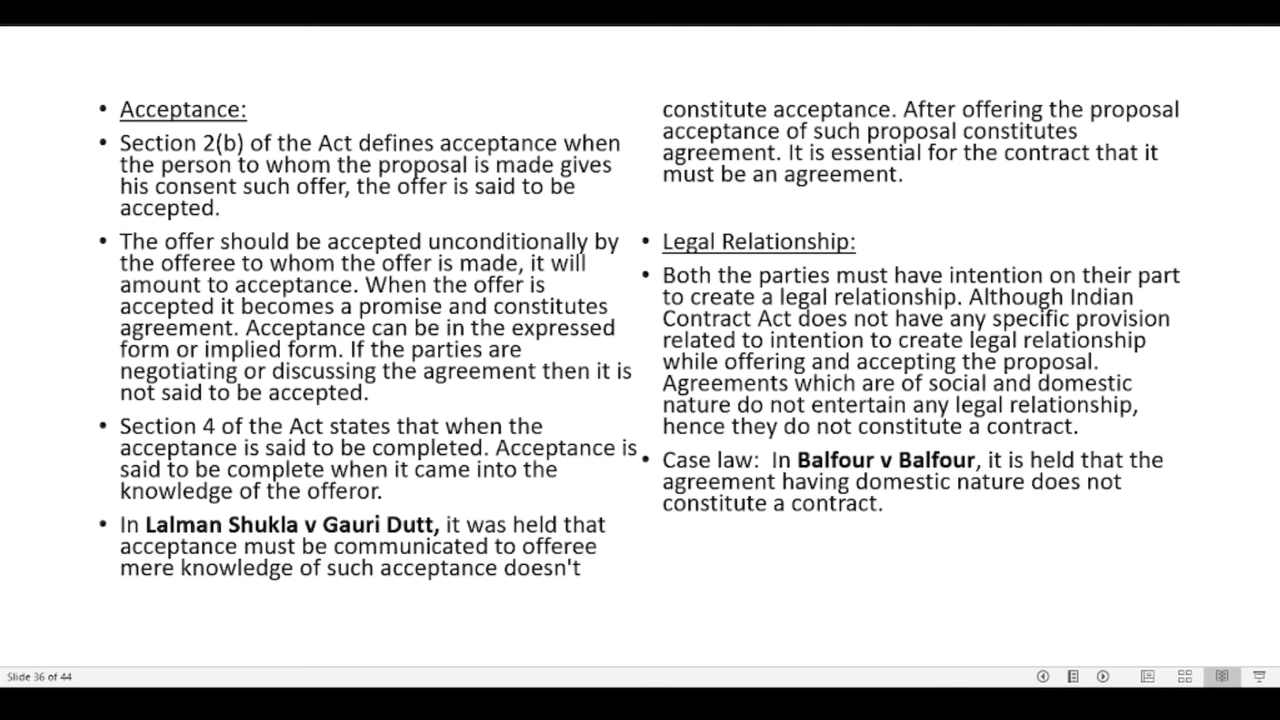 • Acceptance:
• Section 2(b) of the Act defines acceptance when
the person to whom the proposal is made gives
his consent such offer, the offer is said to be
accepted.
• The offer should be accepted unconditionally by
the offeree to whom the offer is made, it will
amount to acceptance. When the offer is
accepted it becomes a promise and constitutes
agreement. Acceptance can be in the expressed
form or implied form. If the parties are
negotiating or discussing the agreement then it is
not said to be accepted.
• Section 4 of the Act states that when the
acceptance is said to be completed. Acceptance is
said to be complete when it came into the
knowledge of the offeror.
• In Lalman Shukla v Gauri Dutt, it was held that
acceptance must be communicated to offeree
mere knowledge of such acceptance doesn't
constitute acceptance. After offering the proposal
acceptance of such proposal constitutes
agreement. It is essential for the contract that it
must be an agreement.
• Legal Relationship:
• Both the parties must have intention on their part
to create a legal relationship. Although Indian
Contract Act does not have any specific provision
related to intention to create legal relationship
while offering and accepting the proposal.
Agreements which are of social and domestic
nature do not entertain any legal relationship,
hence they do not constitute a contract.
• Case law: In Balfour v Balfour, it is held that the
agreement having domestic nature does not
constitute a contract.
Slide 36 of 44